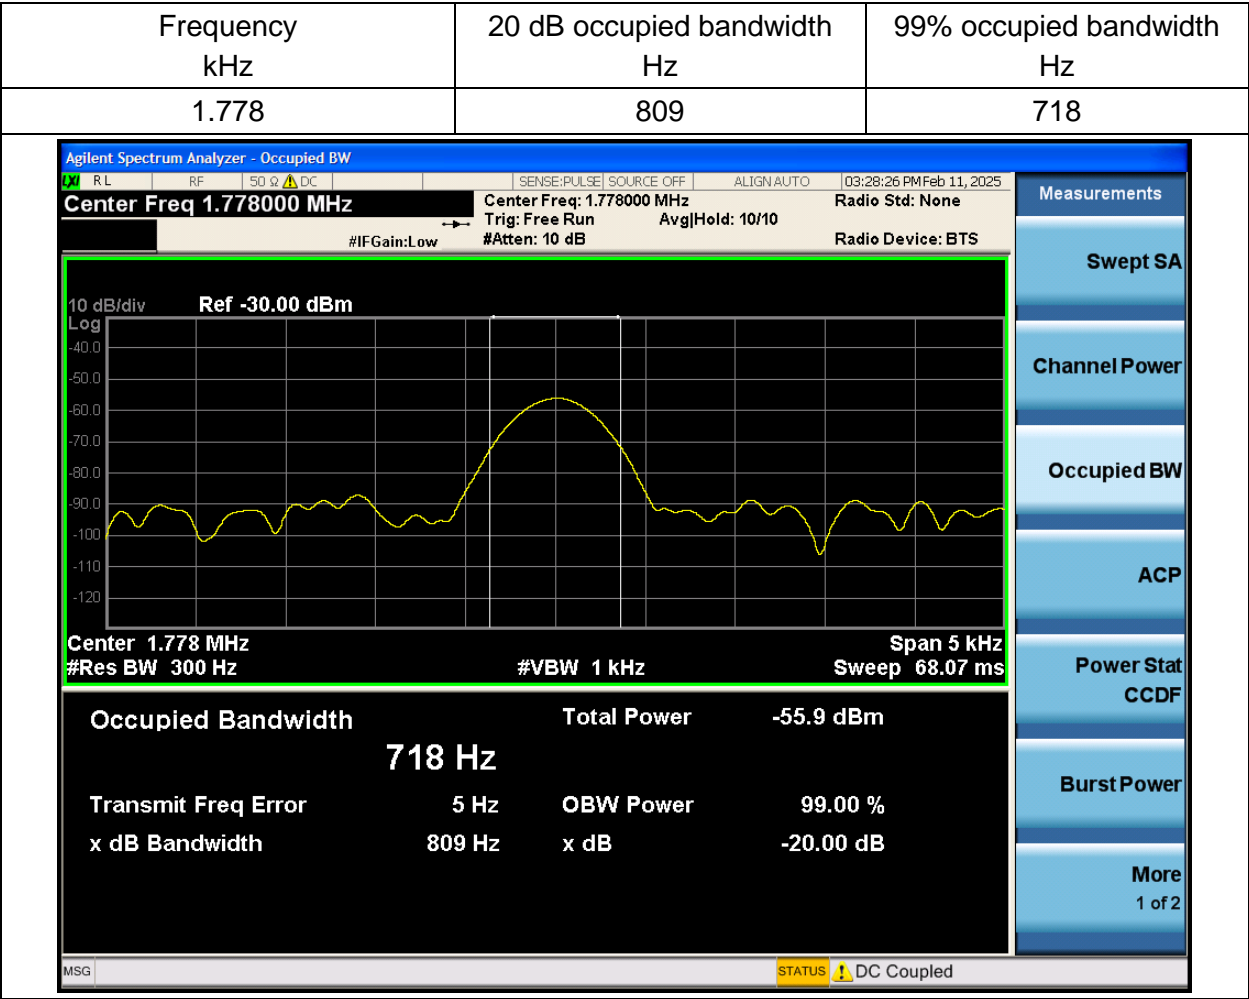 Frequency
kHz
20 dB occupied bandwidth
Hz
99% occupied bandwidth
Hz
1.778
809
718
Agilent Spectrum Analyzer - Occupied BW
LXI RL RF 50 Ω DC SENSE:PULSE SOURCE OFF ALIGN AUTO 03:28:26 PM Feb 11, 2025
Center Freq 1.778000 MHz
Center Freq: 1.778000 MHz
Radio Std: None
Trig: Free Run Avg|Hold: 10/10
#IFGain:Low
#Atten: 10 dB
Radio Device: BTS
10 dB/div Ref -30.00 dBm
Log
-40.0
-50.0
-60.0
-70.0
-80.0
-90.0
-100
-110
-120
Center 1.778 MHz Span 5 kHz
#Res BW 300 Hz #VBW 1 kHz Sweep 68.07 ms
Occupied Bandwidth Total Power -55.9 dBm
718 Hz
Transmit Freq Error 5 Hz OBW Power 99.00 %
x dB Bandwidth 809 Hz x dB -20.00 dB
Measurements
Swept SA
Channel Power
Occupied BW
ACP
Power Stat
CCDF
Burst Power
More
1 of 2
MSG STATUS DC Coupled